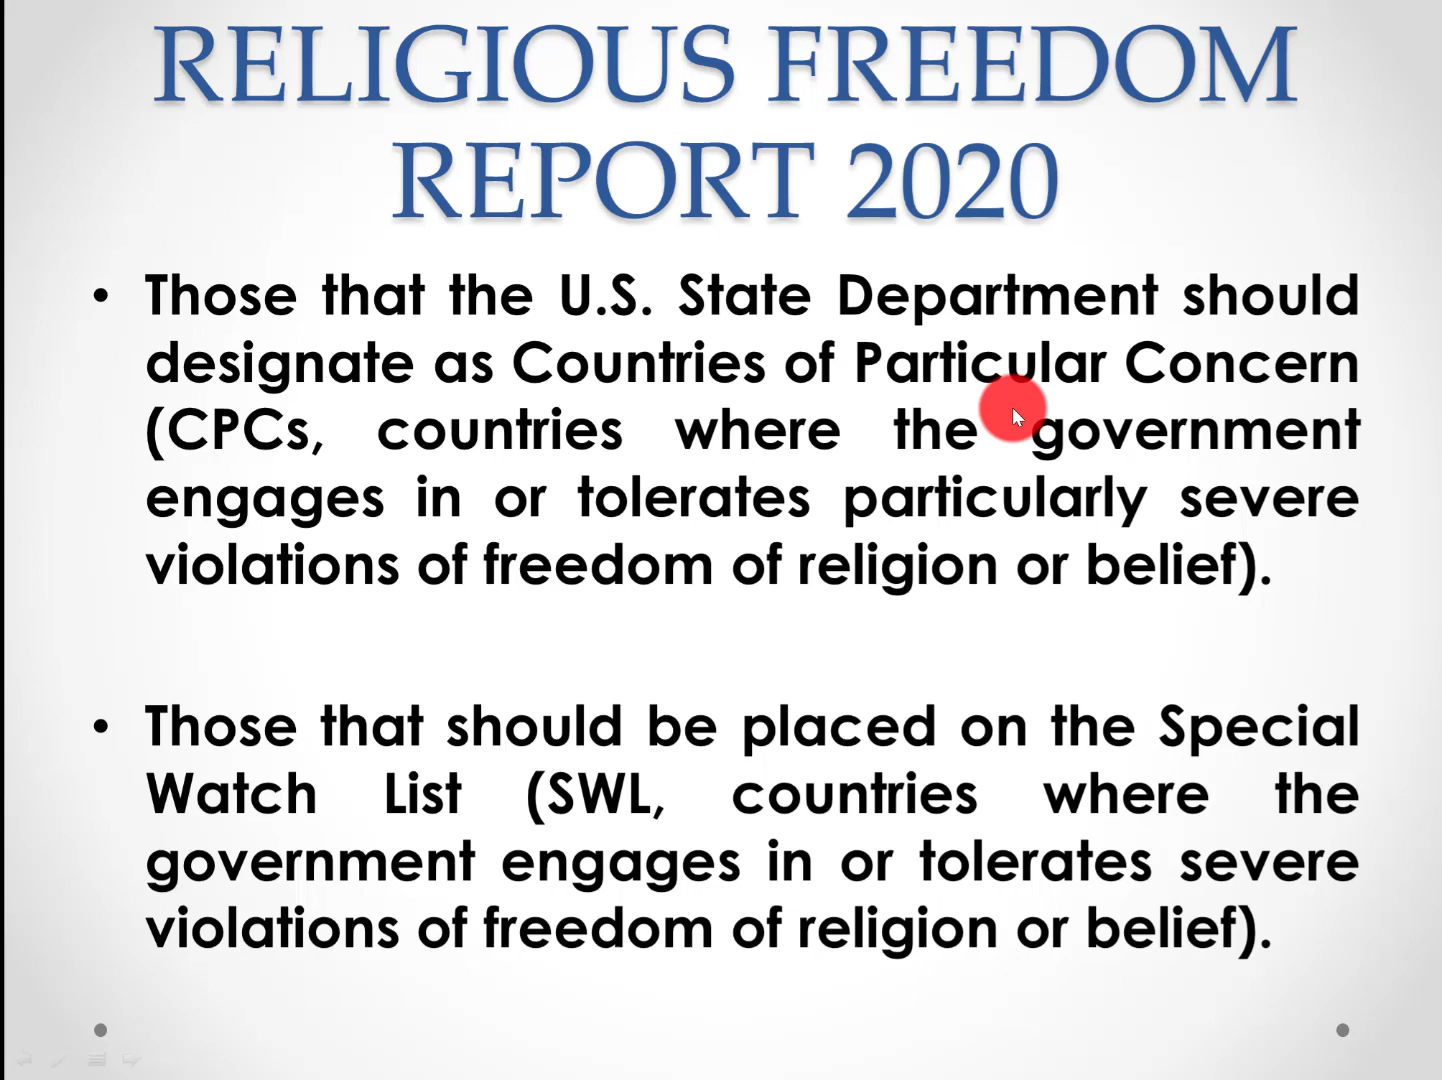 RELIGIOUS FREEDOM
REPORT 2020
• Those that the U.S. State Department should
designate as Countries of Particular Concern
(CPCs, countries where the government
engages in or tolerates particularly severe
violations of freedom of religion or belief).
• Those that should be placed on the Special
Watch List (SWL, countries where the
government engages in or tolerates severe
violations of freedom of religion or belief).